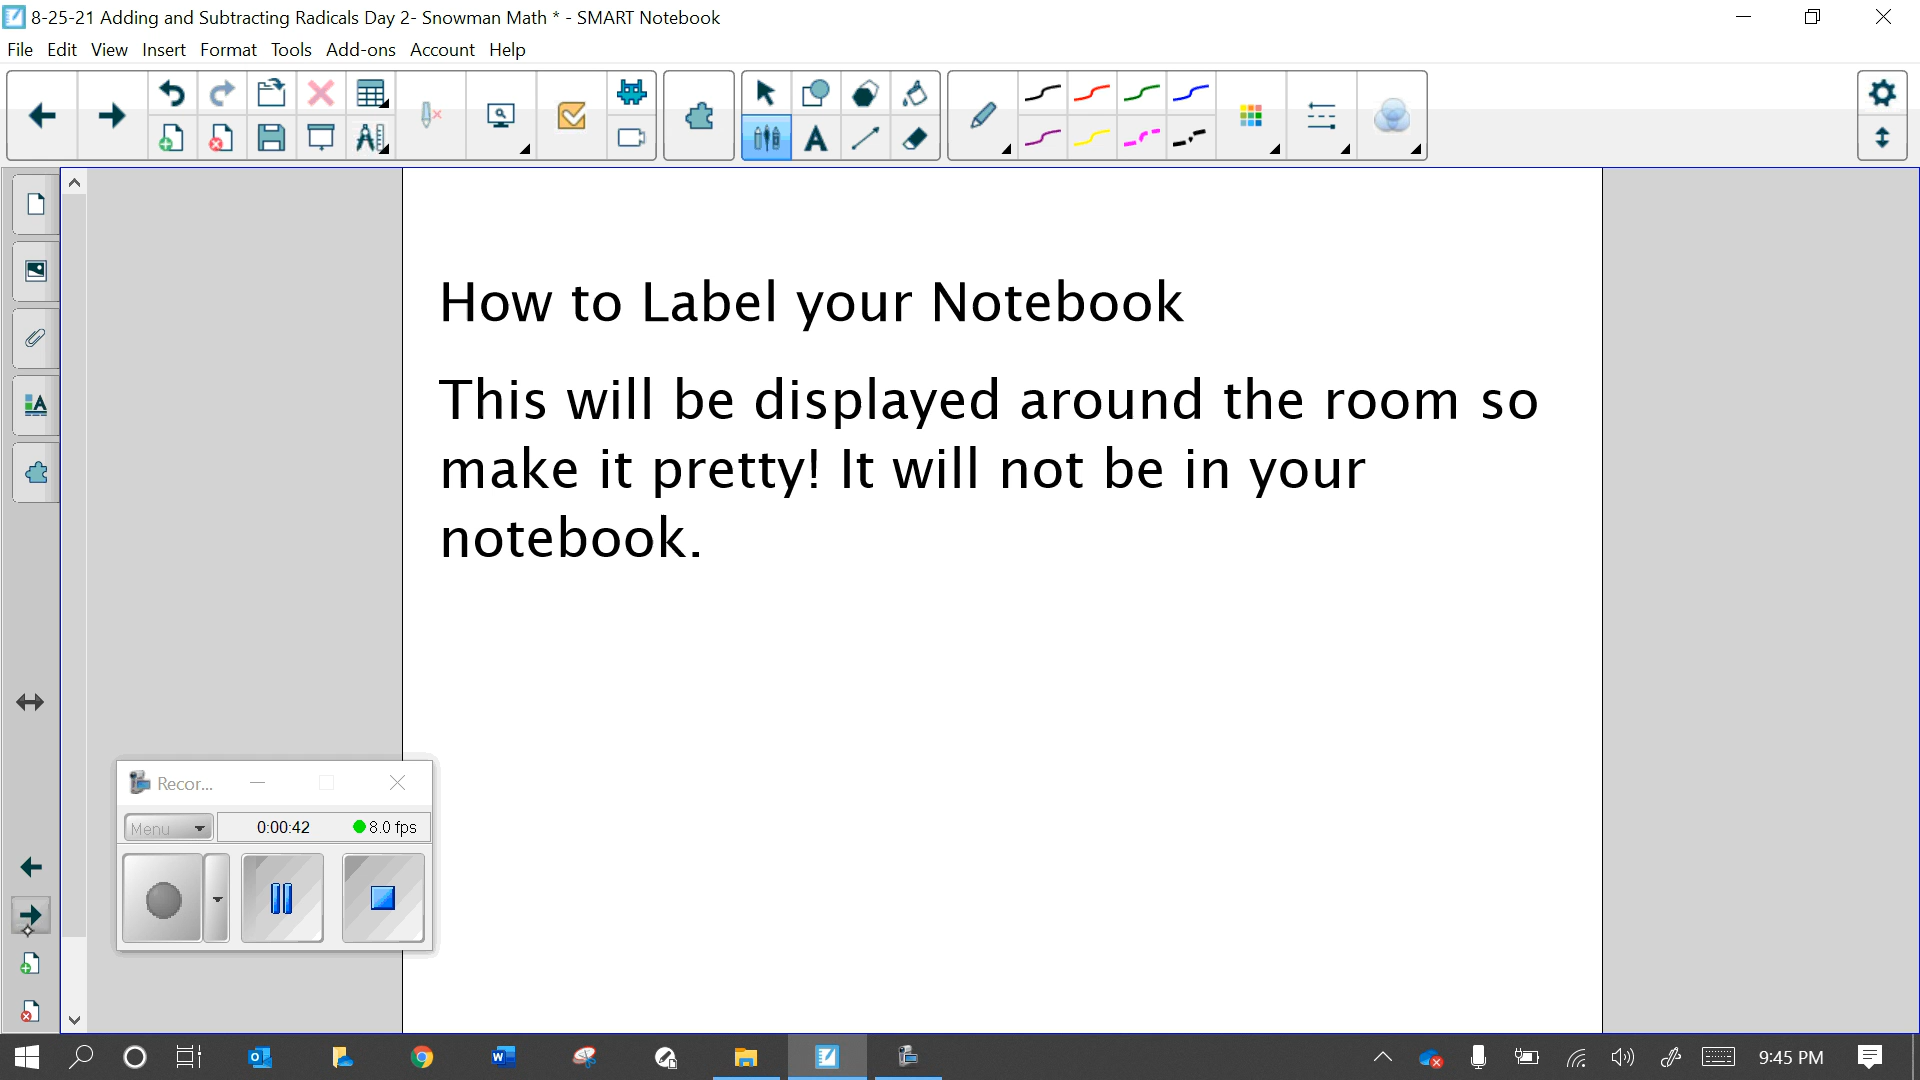 8-25-21 Adding and Subtracting Radicals Day 2- Snowman Math * - SMART Notebook
File Edit View Insert Format Tools Add-ons Account Help
How to Label your Notebook
This will be displayed around the room so
make it pretty! It will not be in your
notebook.
Recor...
Menu 0:00:42 8.0 fps
9:45 PM